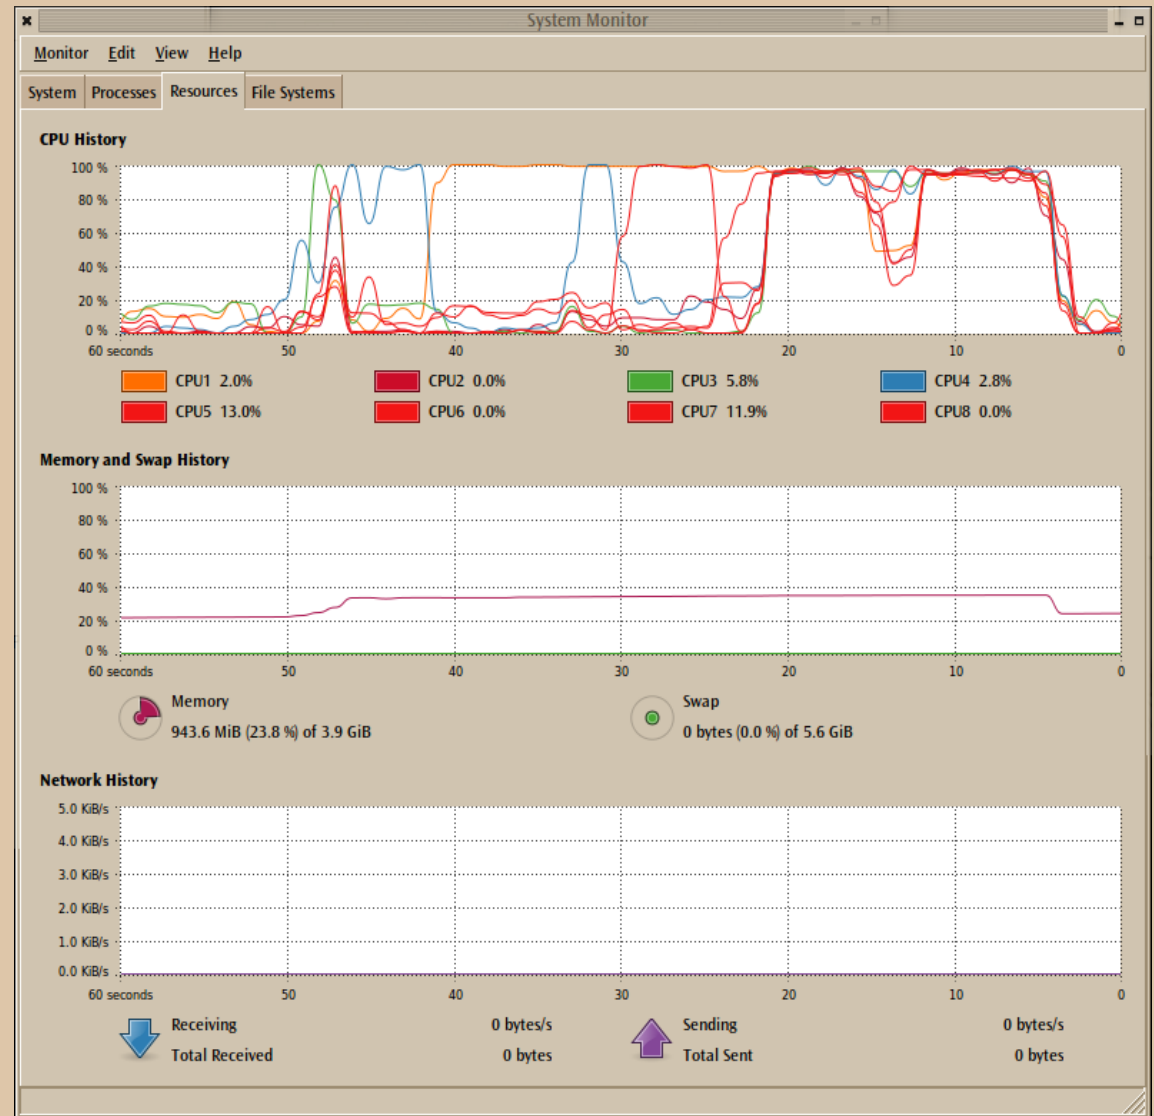 System Monitor
Monitor Edit View Help
System Processes Resources File Systems
CPU History
100 %
80 %
60 %
40 %
20 %
0 %
60 seconds 50 40 30 20 10 0
CPU1 2.0% CPU2 0.0% CPU3 5.8% CPU4 2.8%
CPU5 13.0% CPU6 0.0% CPU7 11.9% CPU8 0.0%
Memory and Swap History
100 %
80 %
60 %
40 %
20 %
0 %
60 seconds 50 40 30 20 10 0
Memory Swap
943.6 MiB (23.8 %) of 3.9 GiB 0 bytes (0.0 %) of 5.6 GiB
Network History
5.0 KiB/s
4.0 KiB/s
3.0 KiB/s
2.0 KiB/s
1.0 KiB/s
0.0 KiB/s
60 seconds 50 40 30 20 10 0
Receiving 0 bytes/s Sending 0 bytes/s
Total Received 0 bytes Total Sent 0 bytes